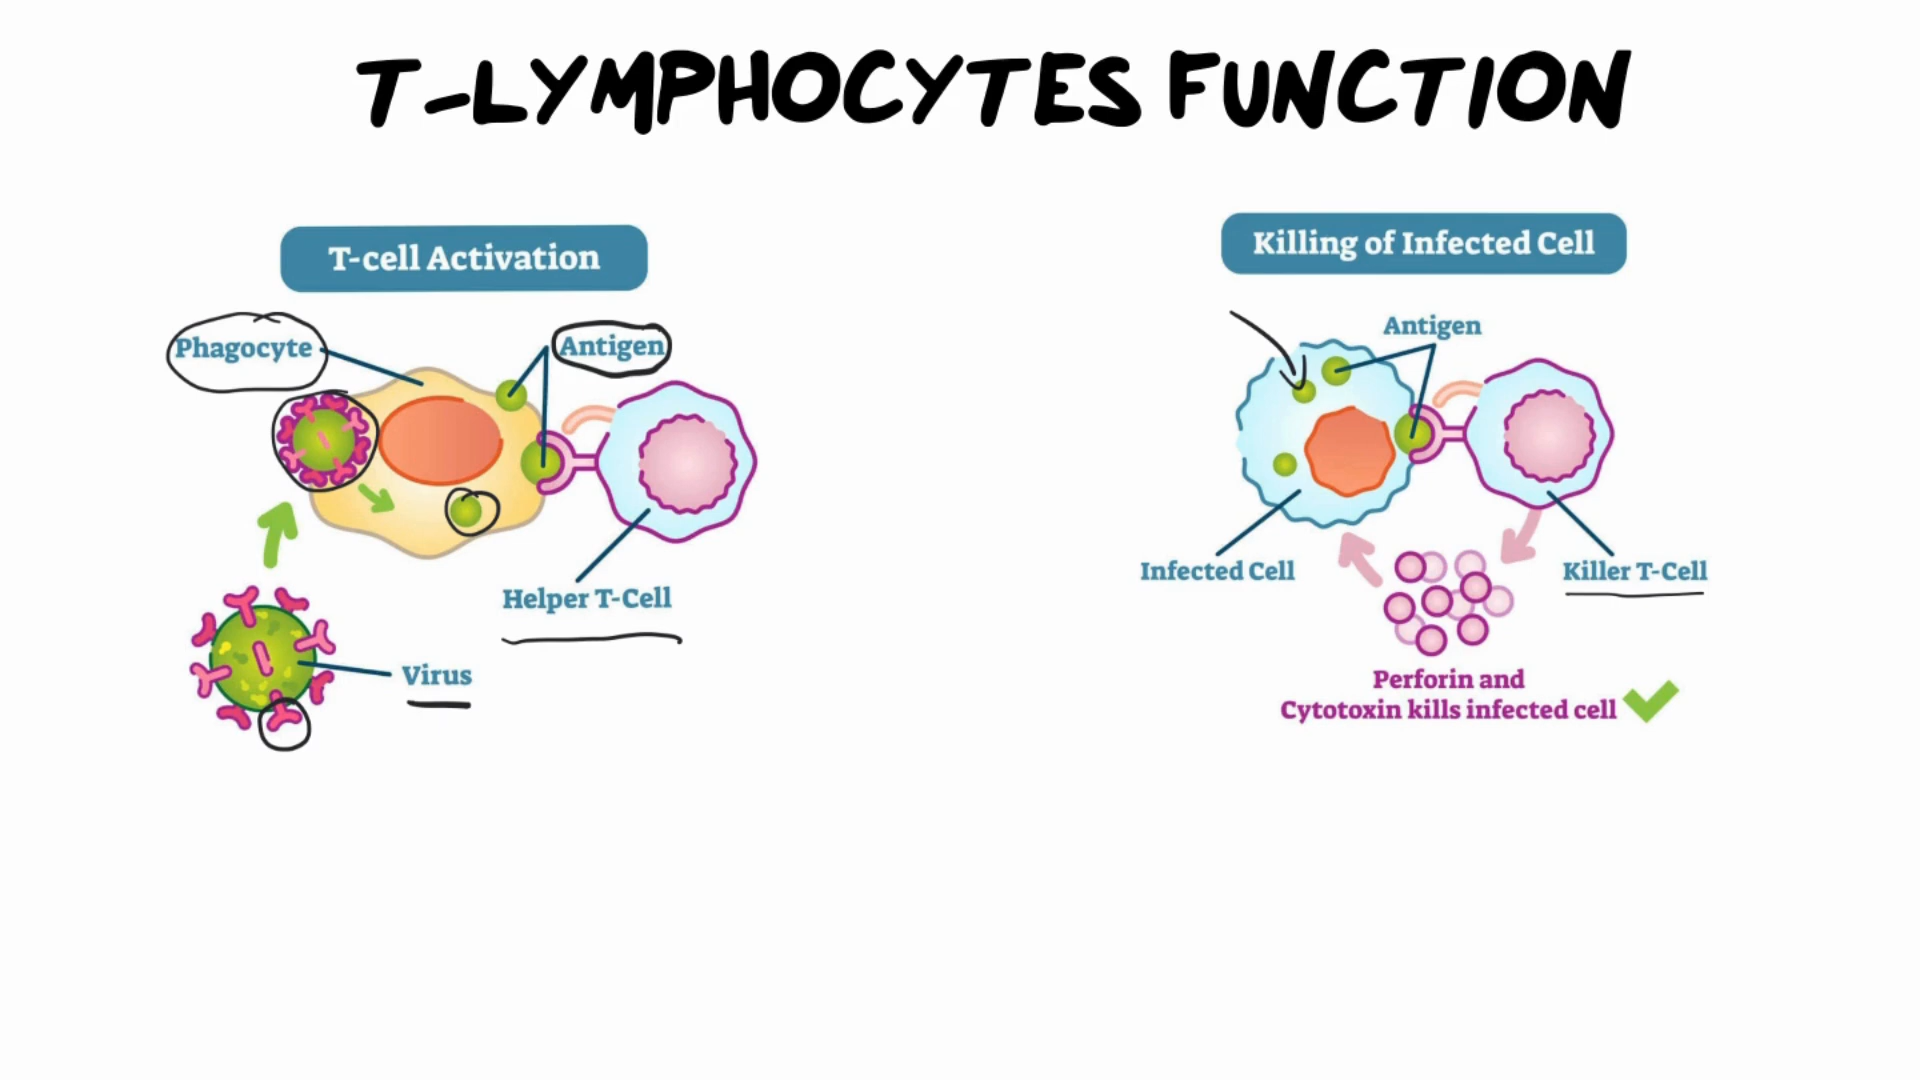 T-LYMPHOCYTES FUNCTION
T-cell Activation
Phagocyte
Antigen
Helper T-Cell
Virus
Killing of Infected Cell
Antigen
Infected Cell
Killer T-Cell
Perforin and
Cytotoxin kills infected cell